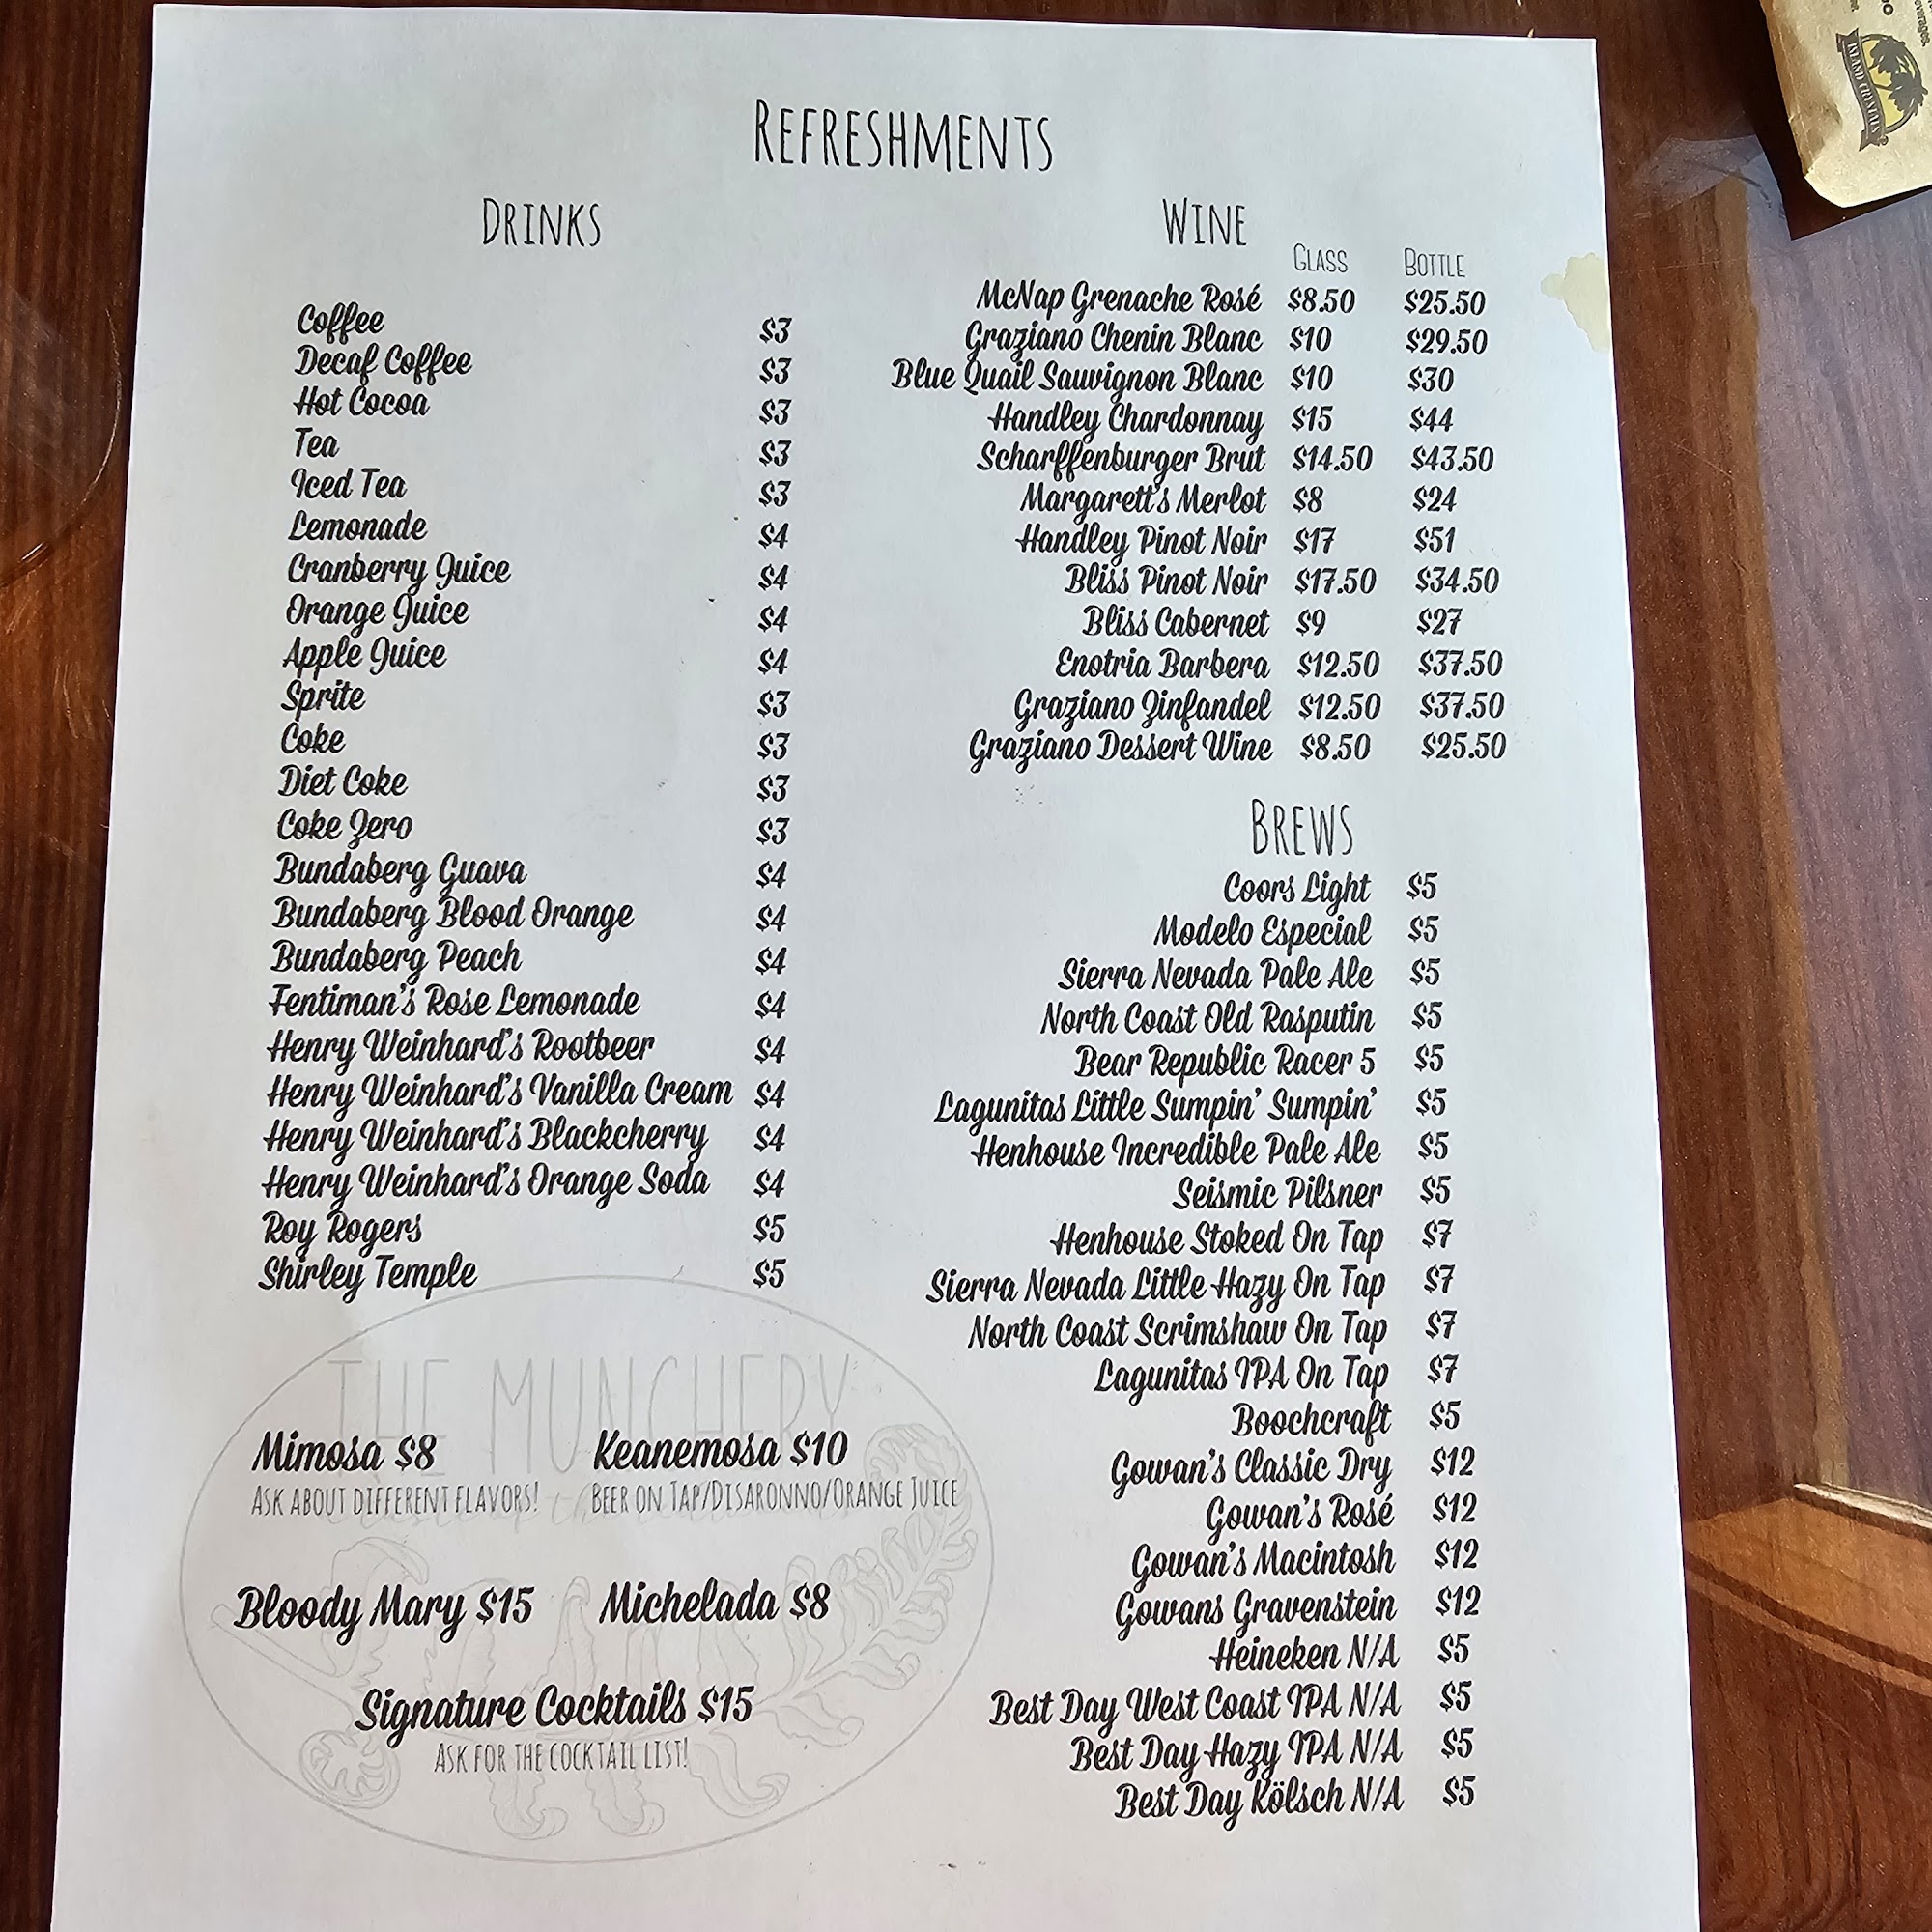 REFRESHMENTS
DRINKS
Coffee $3
Decaf Coffee $3
Hot Cocoa $3
Tea $3
Iced Tea $3
Lemonade $4
Cranberry Juice $4
Orange Juice $4
Apple Juice $4
Sprite $3
Coke $3
Diet Coke $3
Coke Zero $3
Bundaberg Guava $4
Bundaberg Blood Orange $4
Bundaberg Peach $4
Fentiman's Rose Lemonade $4
Henry Weinhard's Rootbeer $4
Henry Weinhard's Vanilla Cream $4
Henry Weinhard's Blackcherry $4
Henry Weinhard's Orange Soda $4
Roy Rogers $5
Shirley Temple $5
THE MUNCHERY
Mimosa $8 Keanemosa $10
ASK ABOUT DIFFERENT FLAVORS! BEER ON TAP/DISARONNO/ORANGE JUICE
Bloody Mary $15 Michelada $8
Signature Cocktails $15
ASK FOR THE COCKTAIL LIST!
WINE
GLASS BOTTLE
McNap Grenache Rosé $8.50 $25.50
Graziano Chenin Blanc $10 $29.50
Blue Quail Sauvignon Blanc $10 $30
Handley Chardonnay $15 $44
Scharffenburger Brut $14.50 $43.50
Margarett's Merlot $8 $24
Handley Pinot Noir $17 $51
Bliss Pinot Noir $17.50 $34.50
Bliss Cabernet $9 $27
Enotria Barbera $12.50 $37.50
Graziano Zinfandel $12.50 $37.50
Graziano Dessert Wine $8.50 $25.50
BREWS
Coors Light $5
Modelo Especial $5
Sierra Nevada Pale Ale $5
North Coast Old Rasputin $5
Bear Republic Racer 5 $5
Lagunitas Little Sumpin' Sumpin' $5
Henhouse Incredible Pale Ale $5
Seismic Pilsner $5
Henhouse Stoked On Tap $7
Sierra Nevada Little Hazy On Tap $7
North Coast Scrimshaw On Tap $7
Lagunitas IPA On Tap $7
Boochcraft $5
Gowan's Classic Dry $12
Gowan's Rosé $12
Gowan's Macintosh $12
Gowans Gravenstein $12
Heineken N/A $5
Best Day West Coast IPA N/A $5
Best Day Hazy IPA N/A $5
Best Day Kölsch N/A $5
ISLAND CRYSTALS